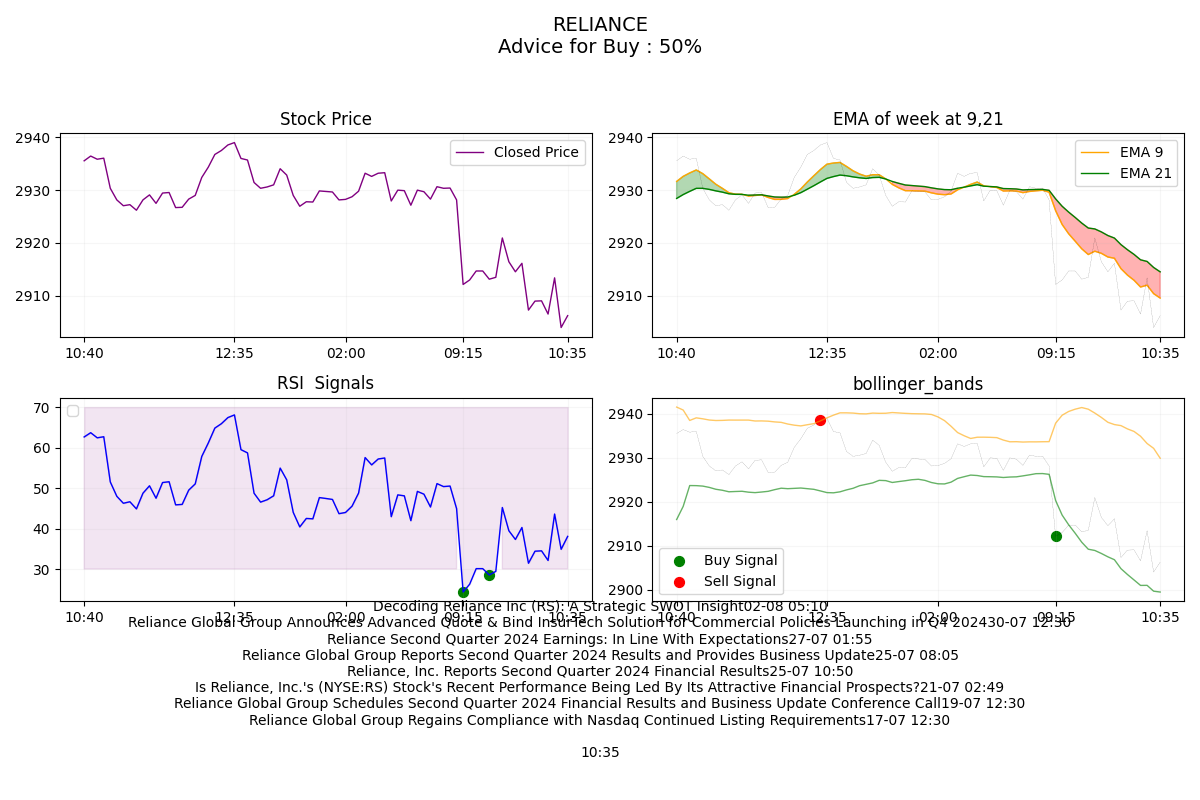 RELIANCE
Advice for Buy : 50%
Stock Price
2940
2930
2920
2910
Closed Price
10:40
12:35
02:00
09:15
10:35
EMA of week at 9,21
2940
2930
2920
2910
EMA 9
EMA 21
10:40
12:35
02:00
09:15
10:35
RSI  Signals
70
60
50
40
30
10:40
12:35
02:00
09:15
10:35
bollinger_bands
2940
2930
2920
2910
2900
Buy Signal
Sell Signal
10:40
12:35
02:00
09:15
10:35
Decoding Reliance Inc (RS): A Strategic SWOT Insight02-08 05:10
Reliance Global Group Announces Advanced Quote & Bind InsurTech Solution for Commercial Policies Launching in Q4 202430-07 12:30
Reliance Second Quarter 2024 Earnings: In Line With Expectations27-07 01:55
Reliance Global Group Reports Second Quarter 2024 Results and Provides Business Update25-07 08:05
Reliance, Inc. Reports Second Quarter 2024 Financial Results25-07 10:50
Is Reliance, Inc.'s (NYSE:RS) Stock's Recent Performance Being Led By Its Attractive Financial Prospects?21-07 02:49
Reliance Global Group Schedules Second Quarter 2024 Financial Results and Business Update Conference Call19-07 12:30
Reliance Global Group Regains Compliance with Nasdaq Continued Listing Requirements17-07 12:30
10:35